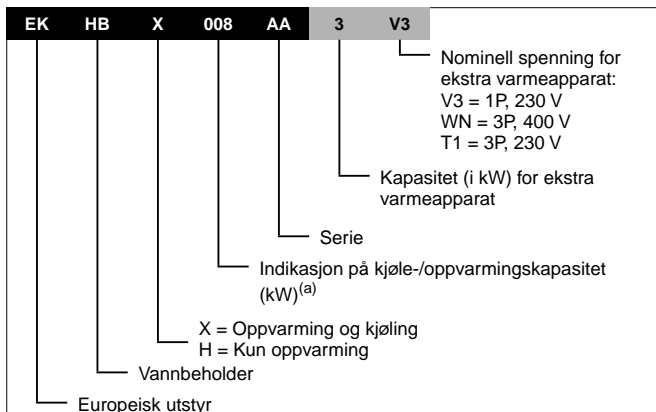 EK HB X 008 AA 3 V3
Nominell spenning for
ekstra varmeapparat:
V3 = 1P, 230 V
WN = 3P, 400 V
T1 = 3P, 230 V
Kapasitet (i kW) for ekstra
varmeapparat
Serie
Indikasjon på kjøle-/oppvarmingskapasitet
(kW)(a)
X = Oppvarming og kjøling
H = Kun oppvarming
Vannbeholder
Europeisk utstyr